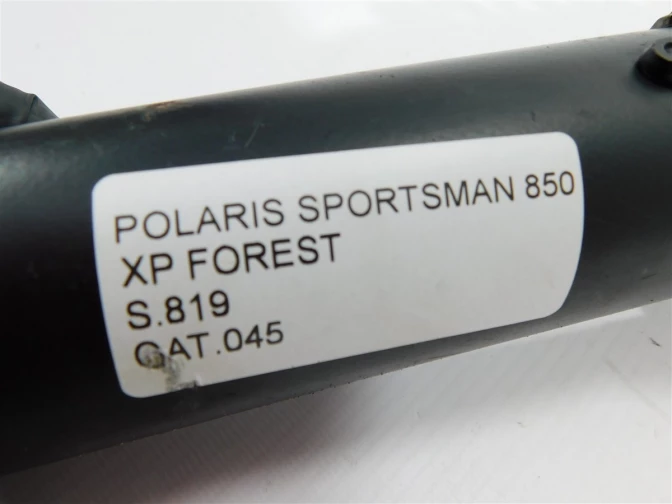 POLARIS SPORTSMAN 850
XP FOREST
S.819
CAT.045